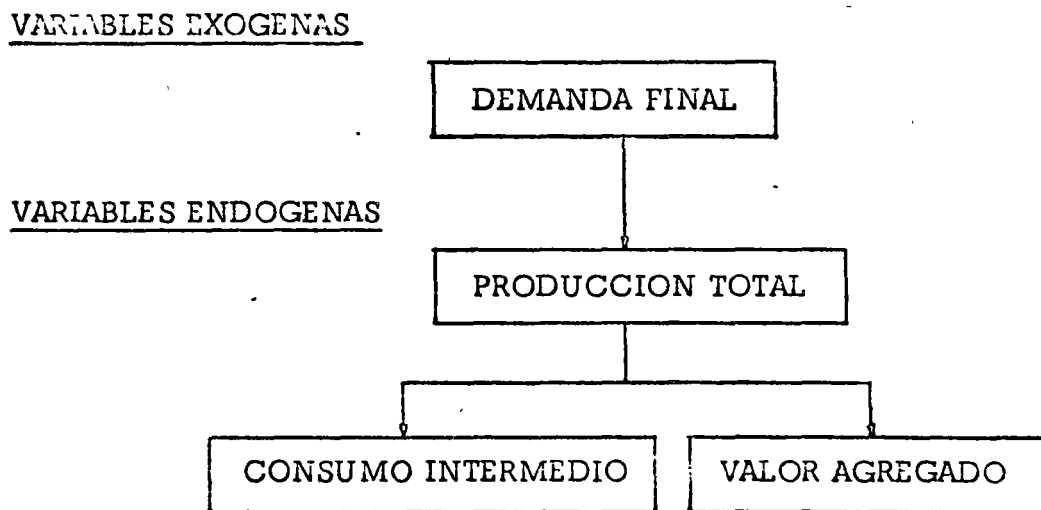 VARIABLES EXOGENAS
DEMANDA FINAL
VARIABLES ENDOGENAS
PRODUCCION TOTAL
CONSUMO INTERMEDIO
VALOR AGREGADO